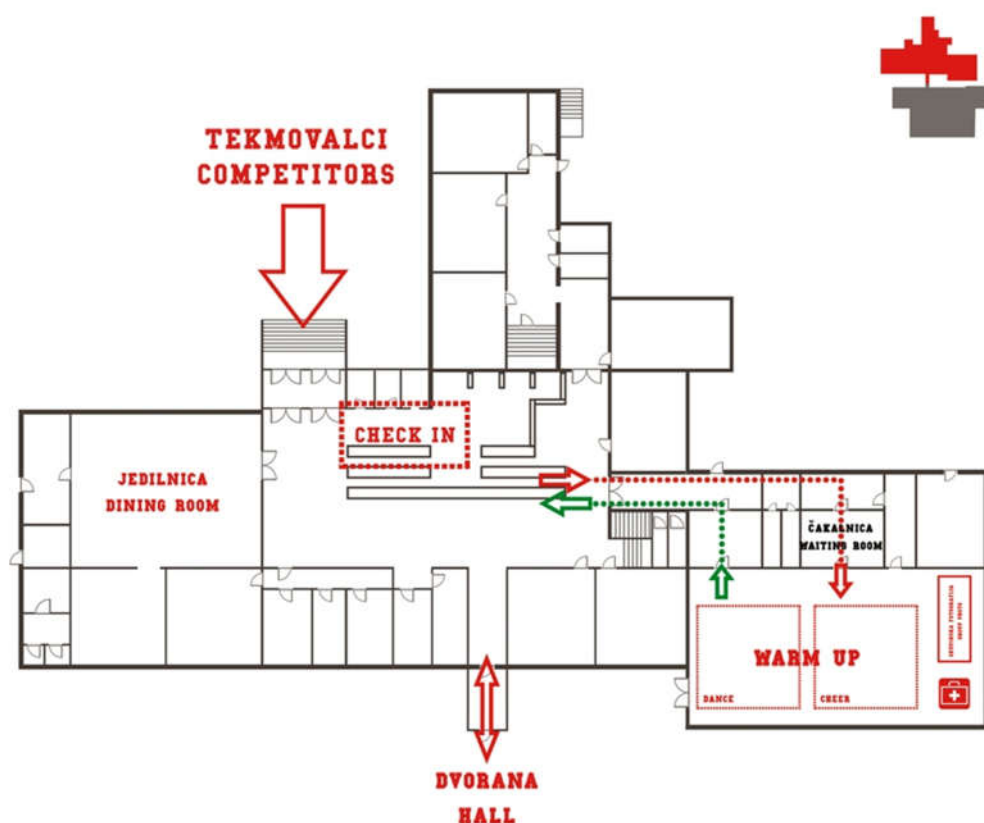 TEKMOVALCI
COMPETITORS
CHECK IN
JEDILNICA
DINING ROOM
ČAKALNICA
WAITING ROOM
WARM UP
DANCE
CHEER
DVORANA
HALL